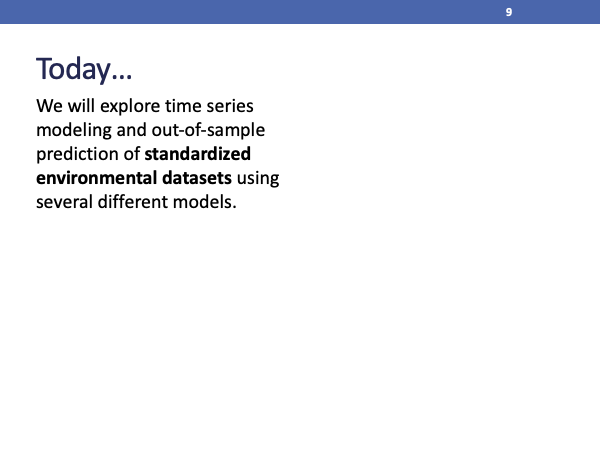 9
Today…
We will explore time series
modeling and out-of-sample
prediction of standardized
environmental datasets using
several different models.